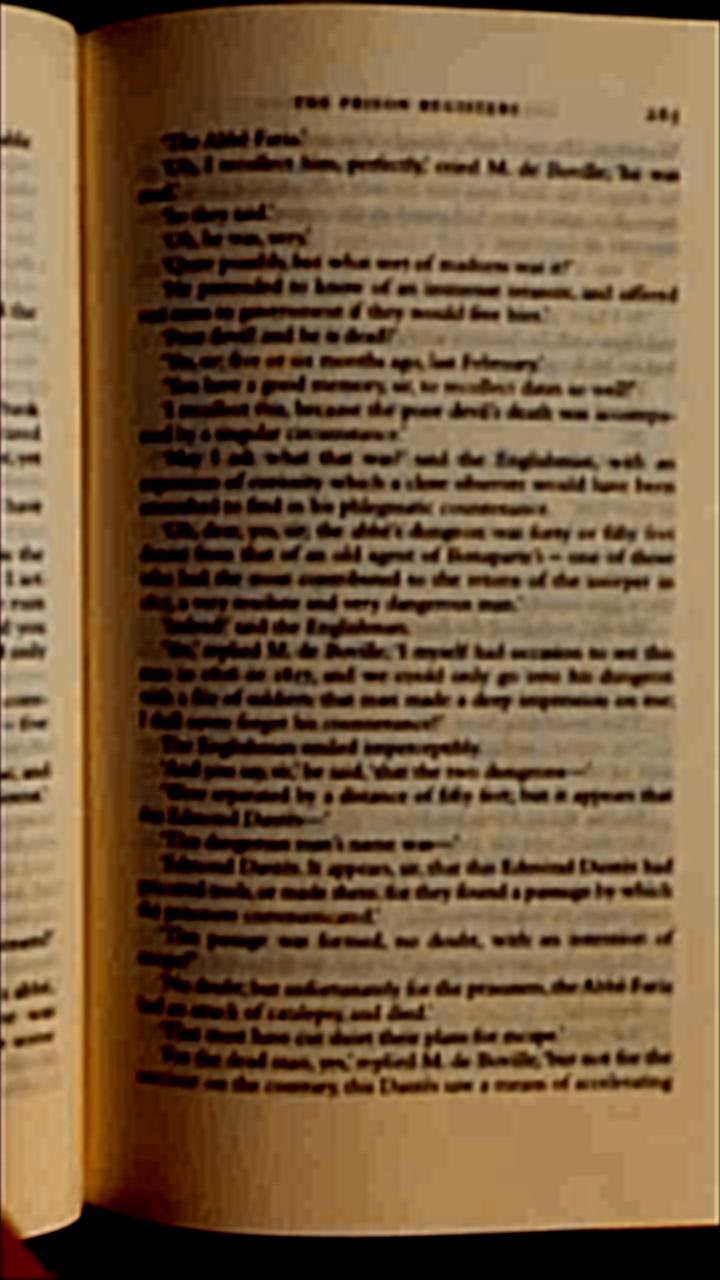 THE PRISON REGISTERS 285
'The Abbé Faria.'
'Oh, I recollect him, perfectly,' cried M. de Boville; 'he was
mad.'
'So they said.'
'Oh, he was, very.'
'Quite possibly, but what sort of madness was it?'
'He pretended to know of an immense treasure, and offered
sums to government if they would free him.'
'Poor devil! and he is dead?'
'Yes, sir; five or six months ago, last February.'
'You have a good memory, sir, to recollect dates so well!'
'I recollect this, because the poor devil's death was accompa-
nied by a singular circumstance.'
'May I ask what that was?' said the Englishman, with an
expression of curiosity which a close observer would have been
astonished to find in his phlegmatic countenance.
'Oh, dear, yes, sir; the abbé's dungeon was forty or fifty feet
distant from that of an old agent of Bonaparte's – one of those
who had the most contributed to the return of the usurper in
1815, a very resolute and very dangerous man.'
'Indeed!' said the Englishman.
'Yes,' replied M. de Boville; 'I myself had occasion to see this
man in 1816 or 1817, and we could only go into his dungeon
with a file of soldiers: that man made a deep impression on me;
I shall never forget his countenance!'
The Englishman smiled imperceptibly.
'And you say, sir,' he said, 'that the two dungeons—'
'Were separated by a distance of fifty feet; but it appears that
this Edmond Dantès—'
'This dangerous man's name was—'
'Edmond Dantès. It appears, sir, that this Edmond Dantès had
procured tools, or made them; for they found a passage by which
the prisoners communicated.'
'This passage was formed, no doubt, with an intention of
escape?'
'No doubt; but unfortunately for the prisoners, the Abbé Faria
had an attack of catalepsy, and died.'
'That must have cut short their plans for escape.'
'For the dead man, yes,' replied M. de Boville, 'but not for the
survivor: on the contrary, this Dantès saw a means of accelerating